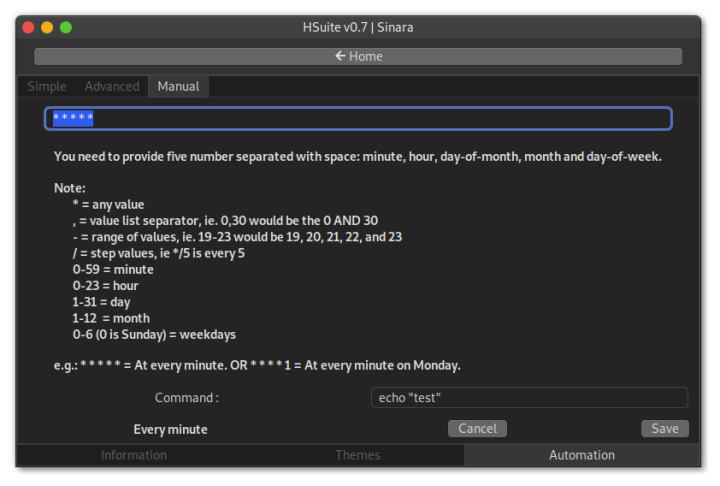 HSuite v0.7 | Sinara
← Home
Simple Advanced Manual
* * * * *
You need to provide five number separated with space: minute, hour, day-of-month, month and day-of-week.
Note:
* = any value
, = value list separator, ie. 0,30 would be the 0 AND 30
- = range of values, ie. 19-23 would be 19, 20, 21, 22, and 23
/ = step values, ie */5 is every 5
0-59 = minute
0-23 = hour
1-31 = day
1-12 = month
0-6 (0 is Sunday) = weekdays
e.g.: * * * * * = At every minute. OR * * * * 1 = At every minute on Monday.
Command : echo "test"
Every minute Cancel Save
Information Themes Automation